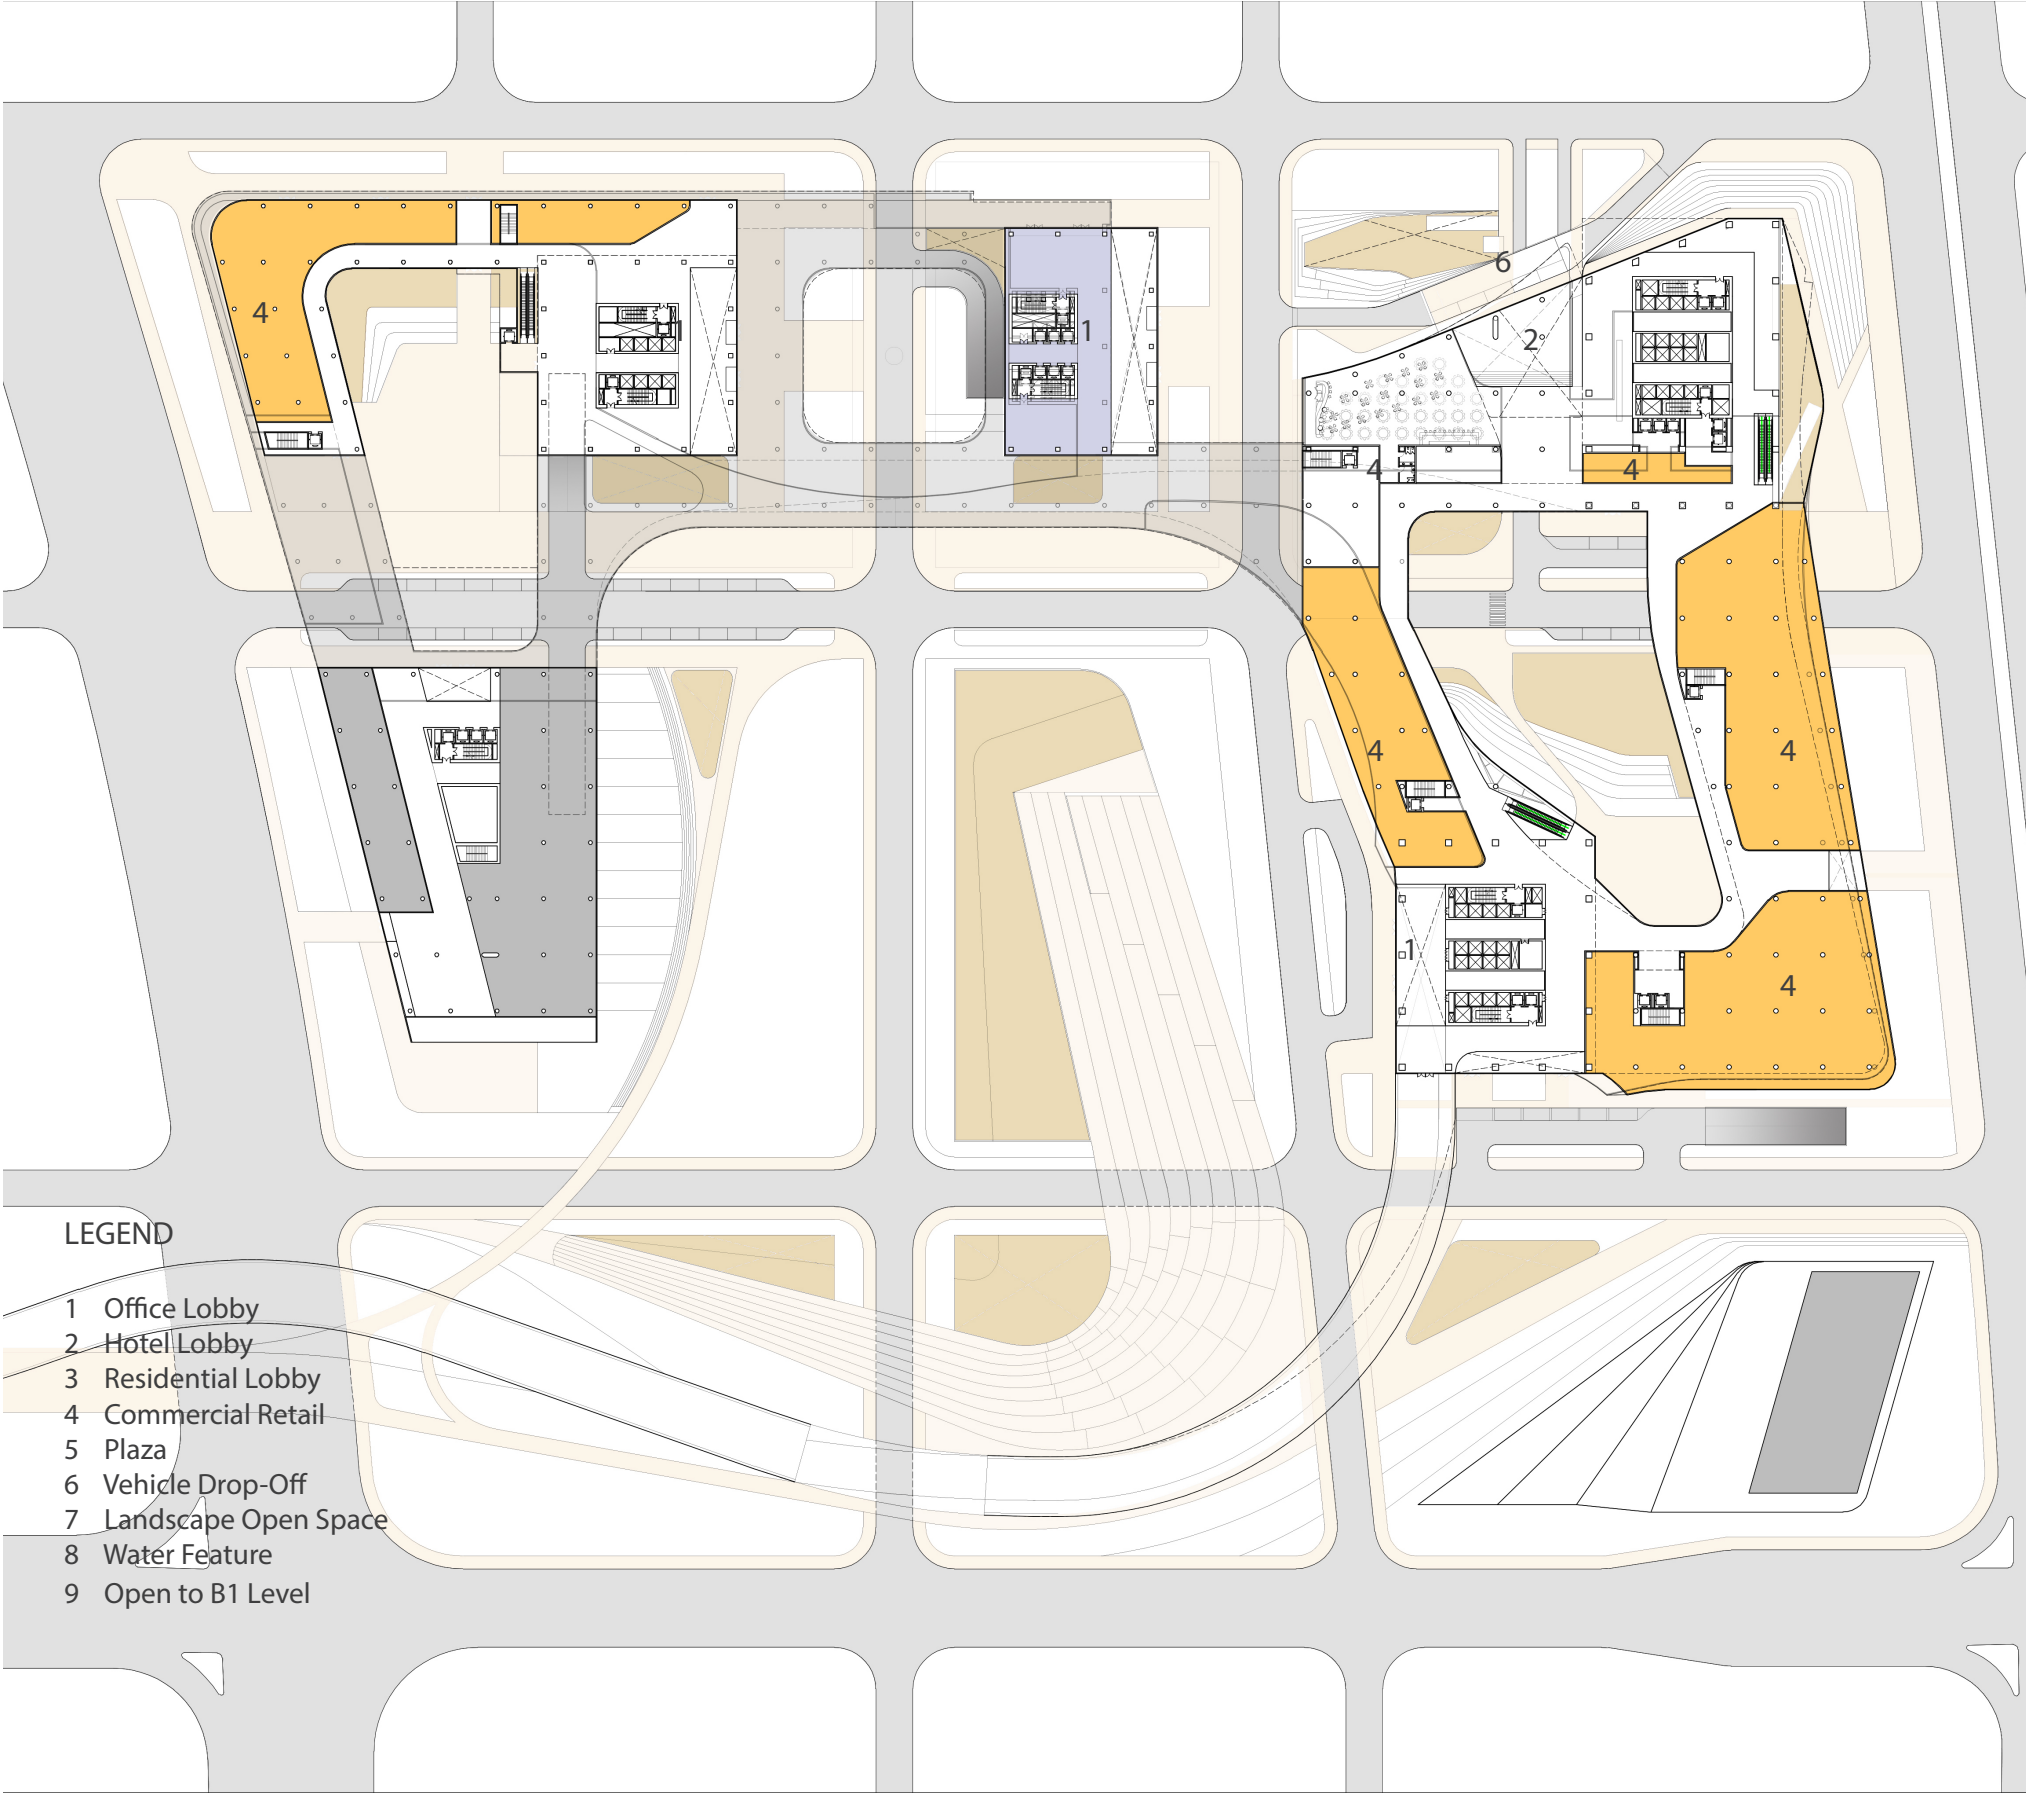 6
4
1
1
2
4
4
4
4
1
4
LEGEND
1 Office Lobby
2 Hotel Lobby
3 Residential Lobby
4 Commercial Retail
5 Plaza
6 Vehicle Drop-Off
7 Landscape Open Space
8 Water Feature
9 Open to B1 Level